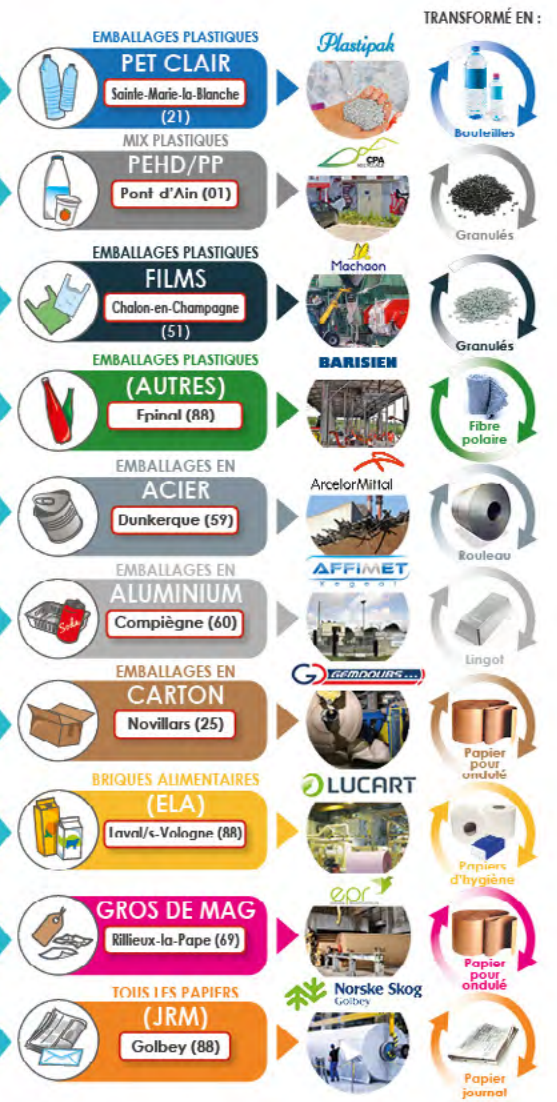 TRANSFORMÉ EN :
EMBALLAGES PLASTIQUES
PET CLAIR
Sainte-Marie-la-Blanche
(21)
Plastipak
Bouteilles
MIX PLASTIQUES
PEHD/PP
Pont d'Ain (01)
CPA
Granulés
EMBALLAGES PLASTIQUES
FILMS
Chalon-en-Champagne
(51)
Machaon
Granulés
EMBALLAGES PLASTIQUES
(AUTRES)
Epinal (88)
BARISIEN
Fibre
polaire
EMBALLAGES EN
ACIER
Dunkerque (59)
ArcelorMittal
Rouleau
EMBALLAGES EN
ALUMINIUM
Compiègne (60)
Soda
AFFIMET
Regeal
Lingot
EMBALLAGES EN
CARTON
Novillars (25)
GEMDOUBS...
Papier
pour
ondulé
BRIQUES ALIMENTAIRES
(ELA)
Laval/s-Vologne (88)
LUCART
Papiers
d'hygiène
GROS DE MAG
Rillieux-la-Pape (69)
epr
Papier
pour
ondulé
TOUS LES PAPIERS
(JRM)
Golbey (88)
Norske Skog
Golbey
Papier
journal